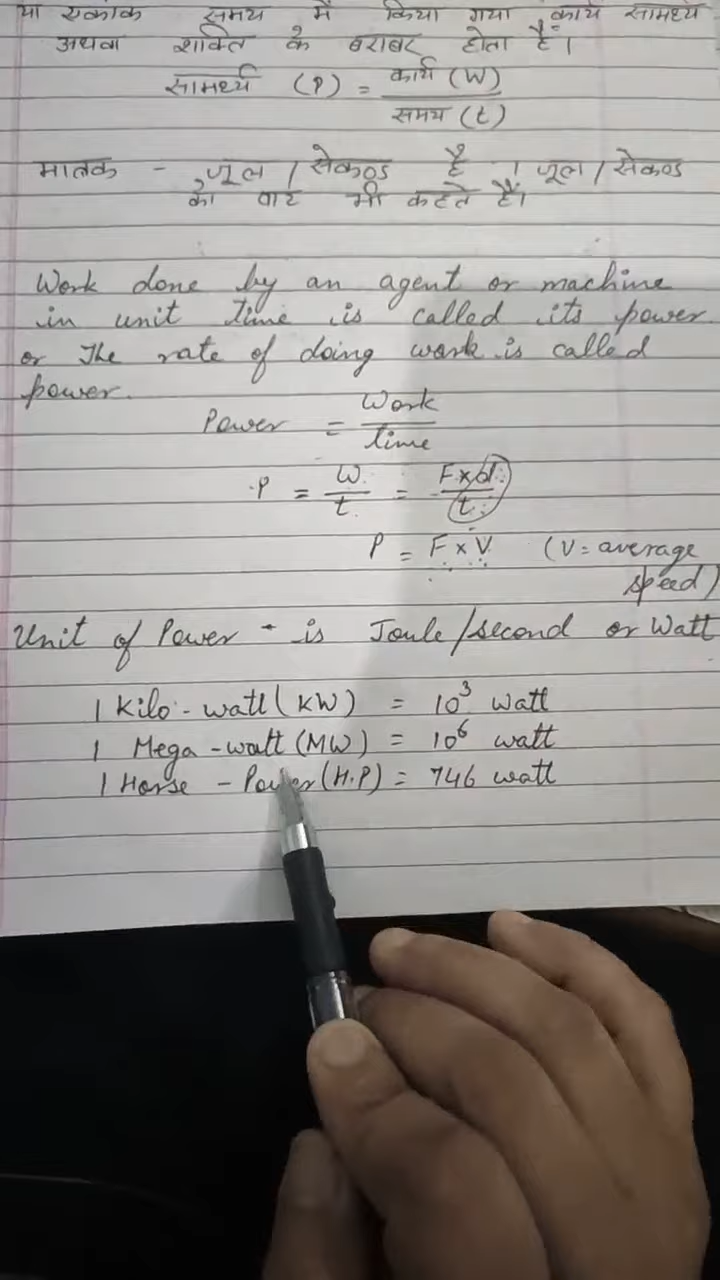 या एकांक समय में किया गया कार्य सामर्थ्य
अथवा शक्ति के बराबर होता है।
सामर्थ्य (P) = कार्य (W) / समय (t)
मात्रक - जूल / सेकण्ड है । जूल / सेकण्ड
को वाट भी कहते हैं।
Work done by an agent or machine
in unit time is called its power.
or The rate of doing work is called
power.
Power = Work / time
P = W / t = F x d / t
P = F x V (V = average
speed)
Unit of Power - is Joule/second or Watt
1 Kilo - watt (KW) = 10³ watt
1 Mega - watt (MW) = 10⁶ watt
1 Horse - Power (H.P) = 746 watt